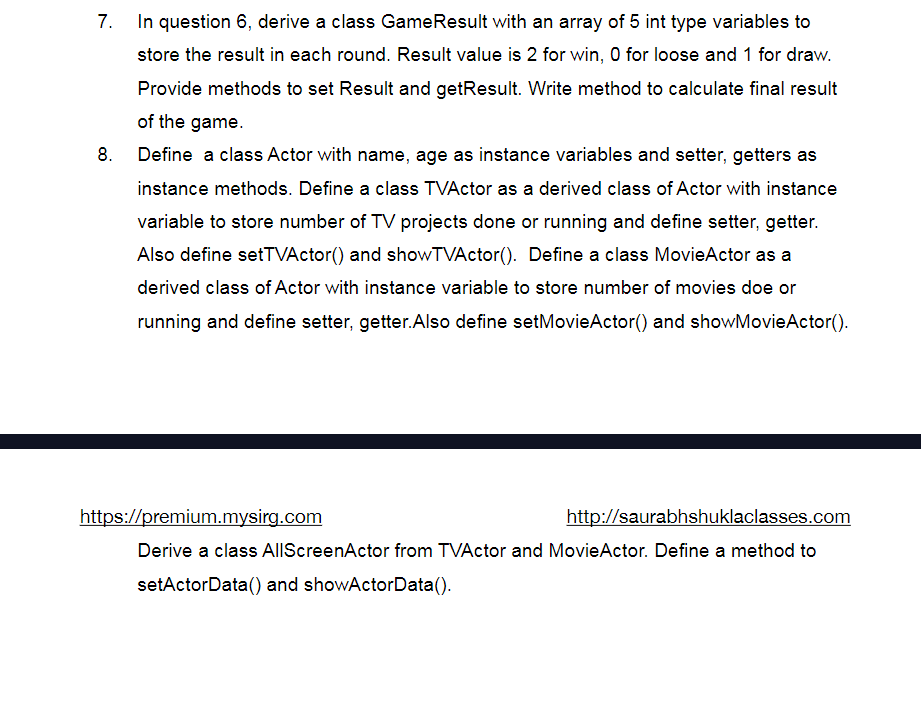 7. In question 6, derive a class GameResult with an array of 5 int type variables to
store the result in each round. Result value is 2 for win, 0 for loose and 1 for draw.
Provide methods to set Result and getResult. Write method to calculate final result
of the game.
8. Define a class Actor with name, age as instance variables and setter, getters as
instance methods. Define a class TVActor as a derived class of Actor with instance
variable to store number of TV projects done or running and define setter, getter.
Also define setTVActor() and showTVActor(). Define a class MovieActor as a
derived class of Actor with instance variable to store number of movies doe or
running and define setter, getter.Also define setMovieActor() and showMovieActor().
https://premium.mysirg.com http://saurabhshuklaclasses.com
Derive a class AllScreenActor from TVActor and MovieActor. Define a method to
setActorData() and showActorData().